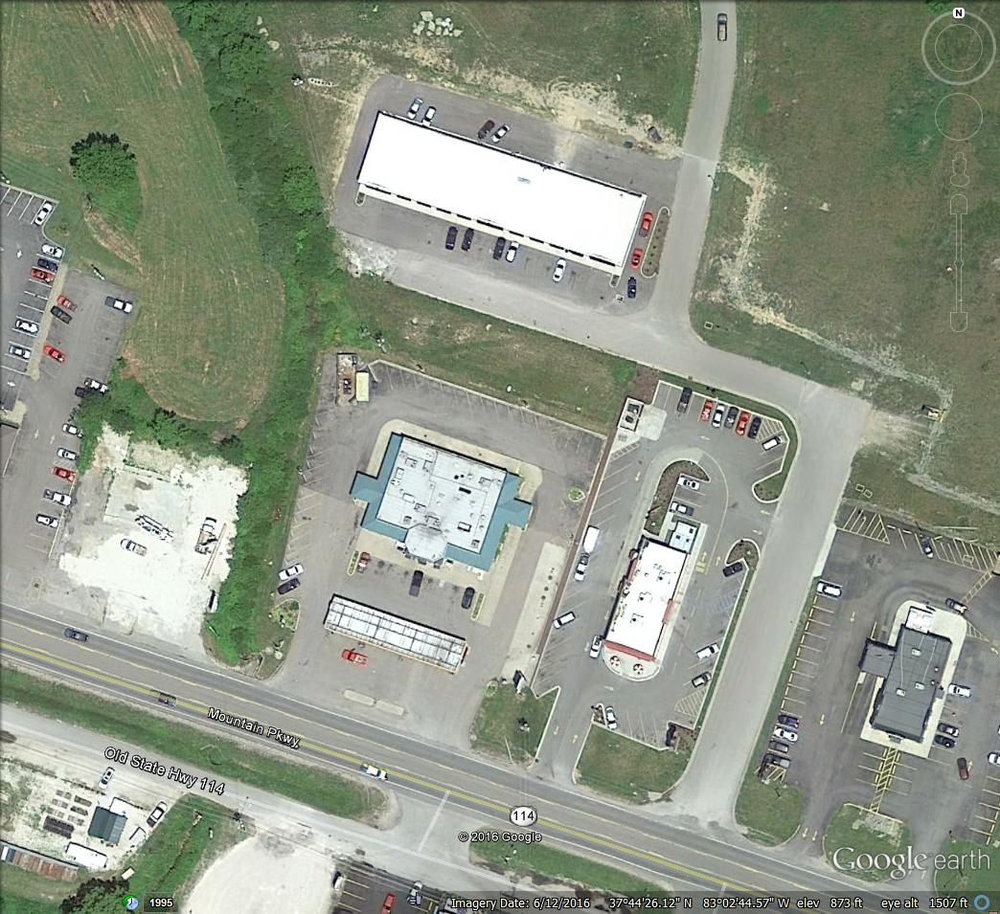 N
Mountain Pkwy
Old State Hwy 114
114
© 2016 Google
Google earth
1995
Imagery Date: 6/12/2016 37°44'26.12" N 83°02'44.57" W elev 873 ft eye alt 1507 ft